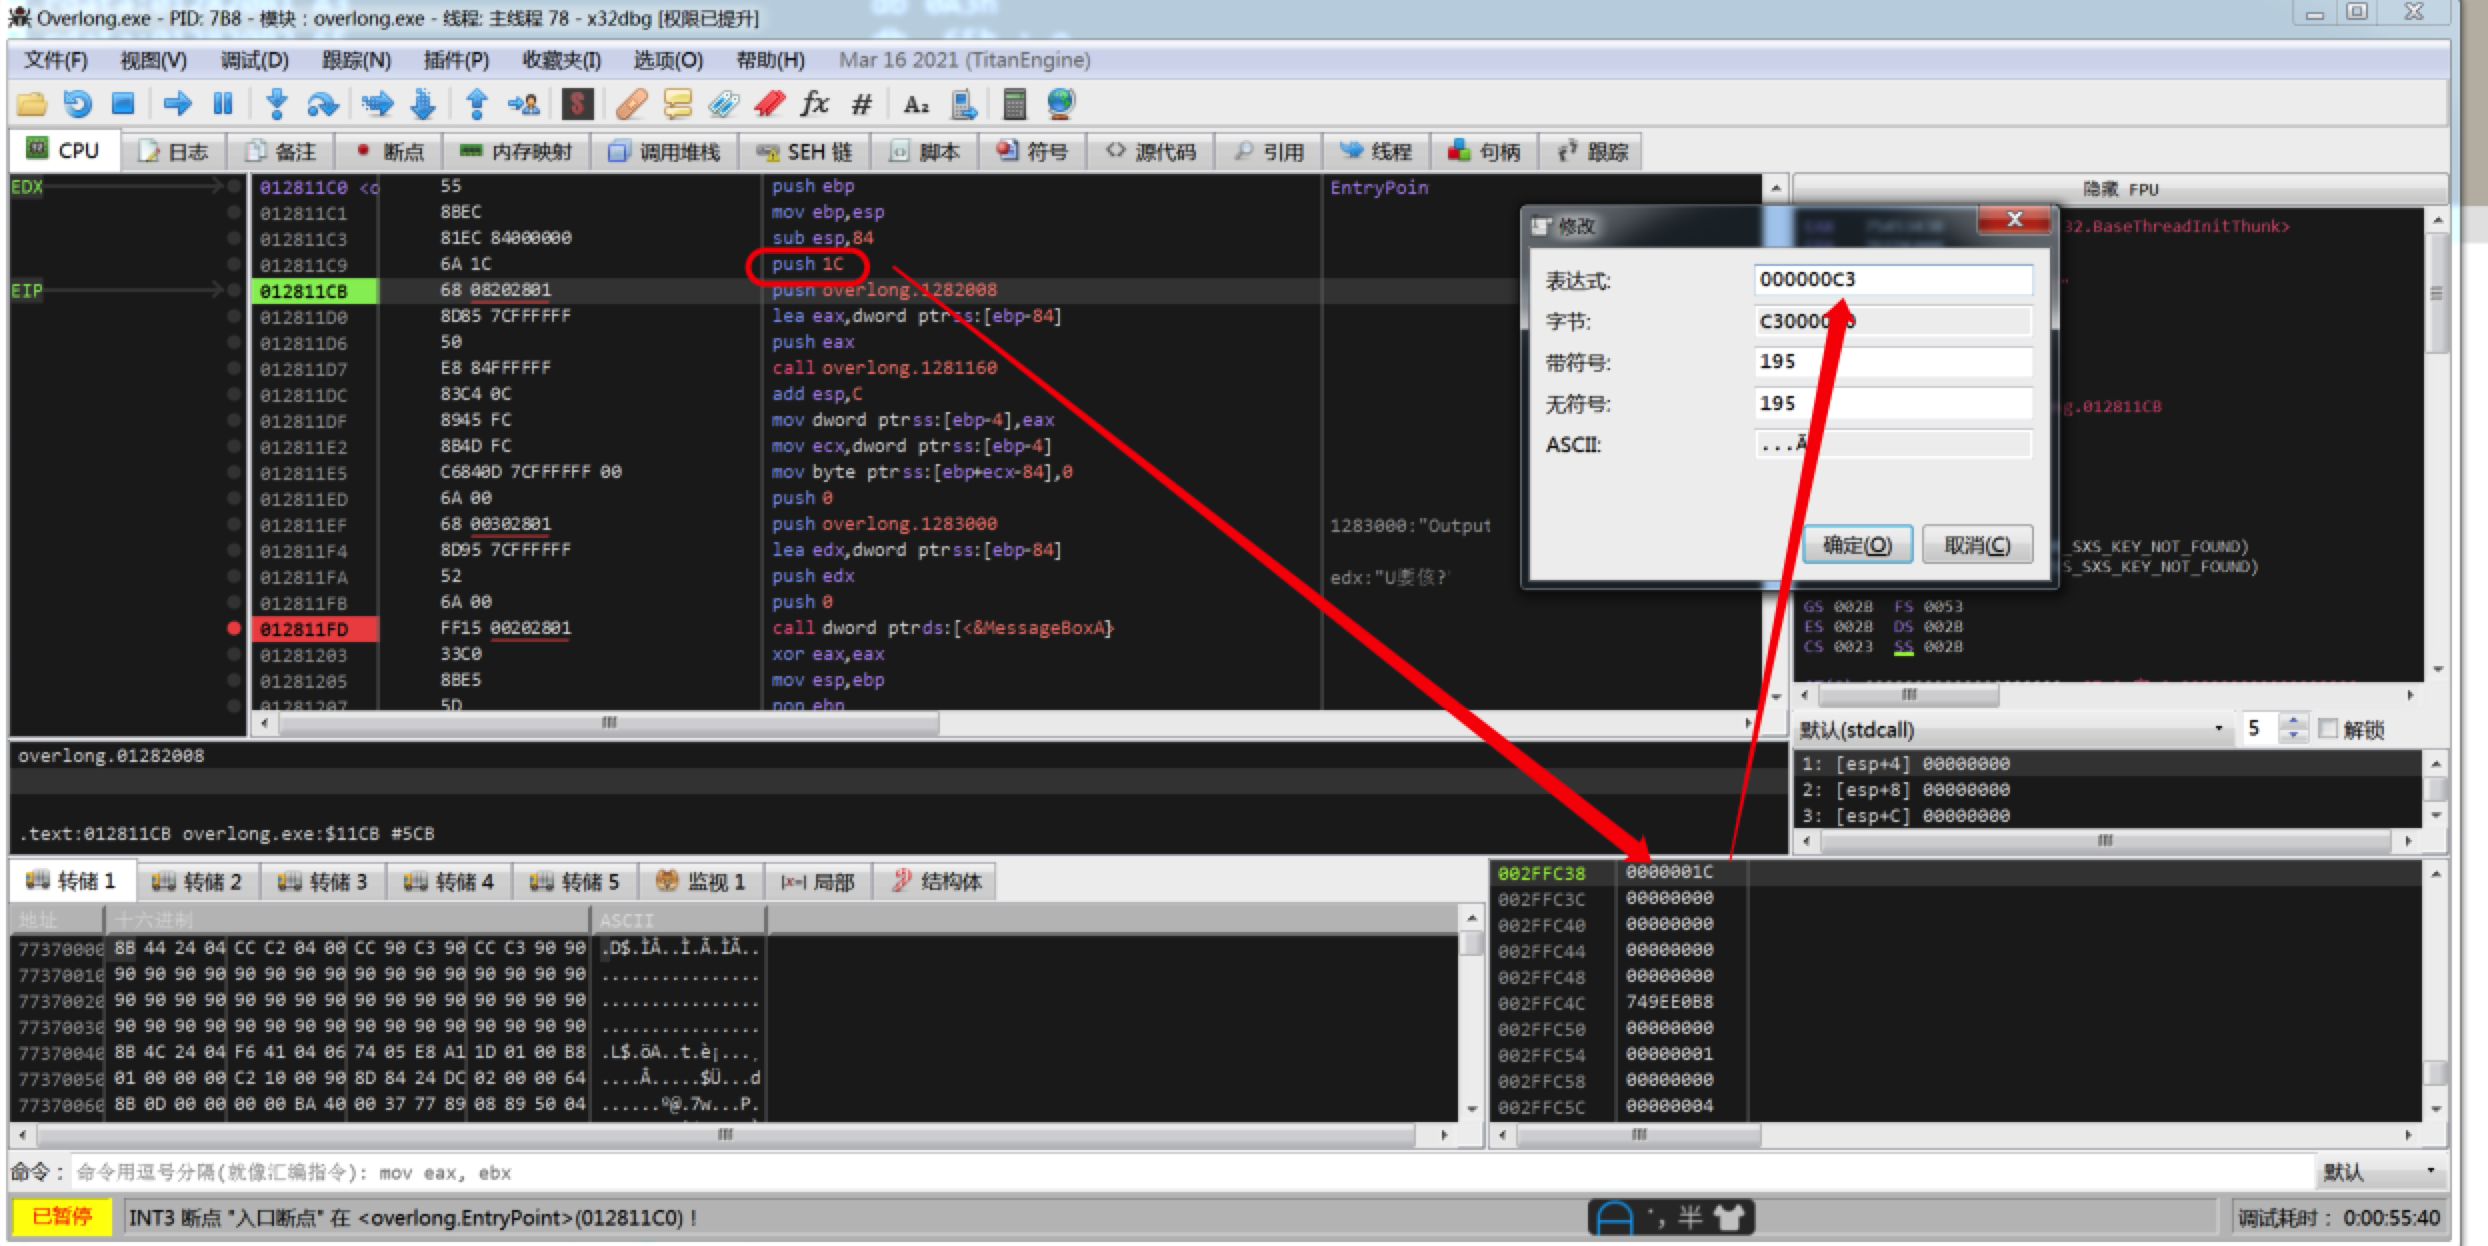 Overlong.exe - PID: 7B8 - 模块：overlong.exe - 线程: 主线程 78 - x32dbg [权限已提升]
文件(F) 视图(V) 调试(D) 跟踪(N) 插件(P) 收藏夹(I) 选项(O) 帮助(H) Mar 16 2021 (TitanEngine)
CPU 日志 备注 断点 内存映射 调用堆栈 SEH 链 脚本 符号 源代码 引用 线程 句柄 跟踪
EDX 012811C0 <o 55 push ebp EntryPoin
012811C1 8BEC mov ebp,esp
012811C3 81EC 84000000 sub esp,84
012811C9 6A 1C push 1C
EIP 012811CB 68 08202801 push overlong.1282008
012811D0 8D85 7CFFFFFF lea eax,dword ptrss:[ebp-84]
012811D6 50 push eax
012811D7 E8 84FFFFFF call overlong.1281160
012811DC 83C4 0C add esp,C
012811DF 8945 FC mov dword ptrss:[ebp-4],eax
012811E2 8B4D FC mov ecx,dword ptrss:[ebp-4]
012811E5 C6840D 7CFFFFFF 00 mov byte ptrss:[ebp+ecx-84],0
012811ED 6A 00 push 0
012811EF 68 00302801 push overlong.1283000 1283000:"Output
012811F4 8D95 7CFFFFFF lea edx,dword ptrss:[ebp-84]
012811FA 52 push edx
012811FB 6A 00 push 0
012811FD FF15 00202801 call dword ptrds:[<&MessageBoxA>
01281203 33C0 xor eax,eax
01281205 8BE5 mov esp,ebp
01281207 5D pop ebp
隐藏 FPU
32.BaseThreadInitThunk>
g.012811CB
_SXS_KEY_NOT_FOUND)
S_SXS_KEY_NOT_FOUND)
GS 002B FS 0053
ES 002B DS 002B
CS 0023 SS 002B
修改
表达式: 000000C3
字节:
带符号: 195
无符号: 195
ASCII: ...Ã
确定(O) 取消(C)
默认(stdcall) 5 解锁
1: [esp+4] 00000000
2: [esp+8] 00000000
3: [esp+C] 00000000
overlong.01282008
.text:012811CB overlong.exe:$11CB #5CB
转储 1 转储 2 转储 3 转储 4 转储 5 监视 1 局部 结构体
地址 十六进制 ASCII
77370000 8B 44 24 04 CC C2 04 00 CC 90 C3 90 CC C3 90 90 .D$.ÌÂ..Ì.Ã.ÌÃ..
77370010 90 90 90 90 90 90 90 90 90 90 90 90 90 90 90 90 ................
77370020 90 90 90 90 90 90 90 90 90 90 90 90 90 90 90 90 ................
77370030 90 90 90 90 90 90 90 90 90 90 90 90 90 90 90 90 ................
77370040 8B 4C 24 04 F6 41 04 06 74 05 E8 A1 1D 01 00 B8 .L$.öA..t.è¡...¸
77370050 01 00 00 00 C2 10 00 90 8D 84 24 DC 02 00 00 64 ....Â.....$Ü...d
77370060 8B 0D 00 00 00 00 BA 40 00 37 77 89 08 89 50 04 ......º@.7w...P.
002FFC38 0000001C
002FFC3C 00000000
002FFC40 00000000
002FFC44 00000000
002FFC48 00000000
002FFC4C 749EE0B8
002FFC50 00000000
002FFC54 00000001
002FFC58 00000000
002FFC5C 00000004
命令： 命令用逗号分隔(就像汇编指令): mov eax, ebx 默认
已暂停 INT3 断点 "入口断点" 在 <overlong.EntryPoint>(012811C0)！ 半 调试耗时： 0:00:55:40